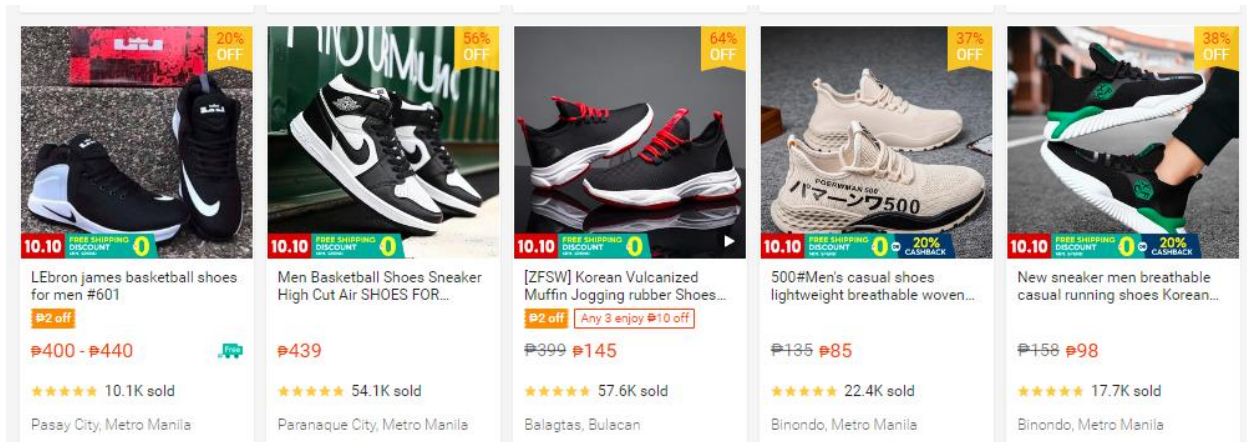 20%
OFF
10.10
FREE SHIPPING
DISCOUNT
0
LEbron james basketball shoes
for men #601
₱2 off
₱400 - ₱440
Free
10.1K sold
Pasay City, Metro Manila
56%
OFF
10.10
FREE SHIPPING
DISCOUNT
0
Men Basketball Shoes Sneaker
High Cut Air SHOES FOR...
₱439
54.1K sold
Paranaque City, Metro Manila
64%
OFF
10.10
FREE SHIPPING
DISCOUNT
0
[ZFSW] Korean Vulcanized
Muffin Jogging rubber Shoes...
₱2 off Any 3 enjoy ₱10 off
₱399 ₱145
57.6K sold
Balagtas, Bulacan
37%
OFF
POERWMAN 500
パマーンワ500
10.10
FREE SHIPPING
DISCOUNT
0
OR
20%
CASHBACK
500#Men's casual shoes
lightweight breathable woven...
₱135 ₱85
22.4K sold
Binondo, Metro Manila
38%
OFF
10.10
FREE SHIPPING
DISCOUNT
0
OR
20%
CASHBACK
New sneaker men breathable
casual running shoes Korean...
₱158 ₱98
17.7K sold
Binondo, Metro Manila